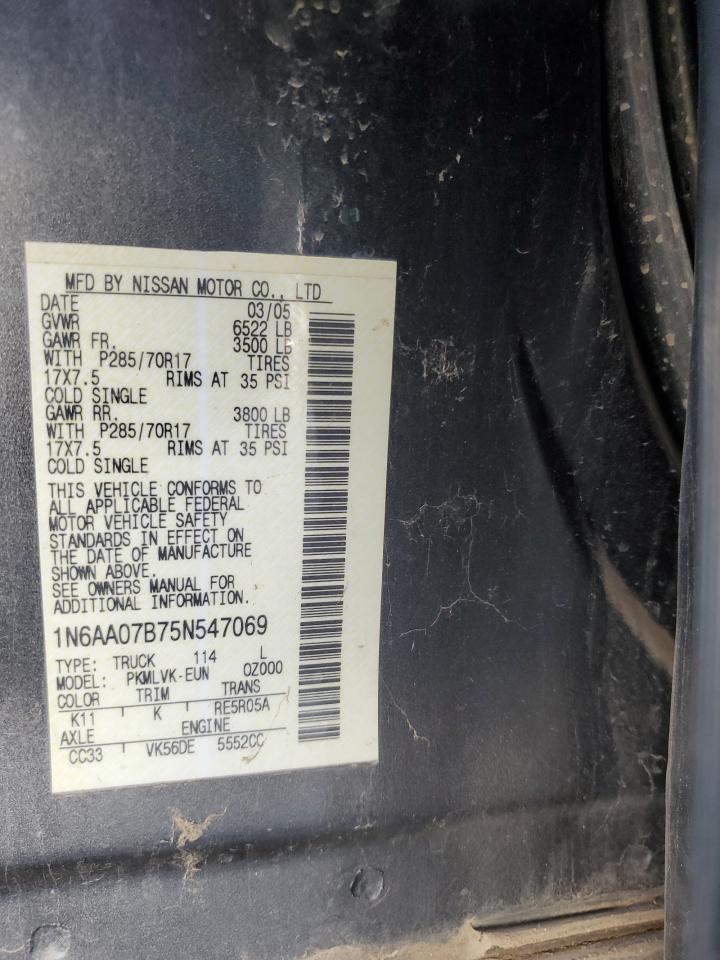 MFD BY NISSAN MOTOR CO., LTD
DATE 03/05
GVWR 6522 LB
GAWR FR. 3500 LB
WITH P285/70R17 TIRES
17X7.5 RIMS AT 35 PSI
COLD SINGLE
GAWR RR. 3800 LB
WITH P285/70R17 TIRES
17X7.5 RIMS AT 35 PSI
COLD SINGLE
THIS VEHICLE CONFORMS TO
ALL APPLICABLE FEDERAL
MOTOR VEHICLE SAFETY
STANDARDS IN EFFECT ON
THE DATE OF MANUFACTURE
SHOWN ABOVE.
SEE OWNERS MANUAL FOR
ADDITIONAL INFORMATION.
1N6AA07B75N547069
TYPE: TRUCK 114 L
MODEL: PKMLVK-EUN OZ000
COLOR TRIM TRANS
K11 K RE5R05A
AXLE ENGINE
CC33 VK56DE 5552CC